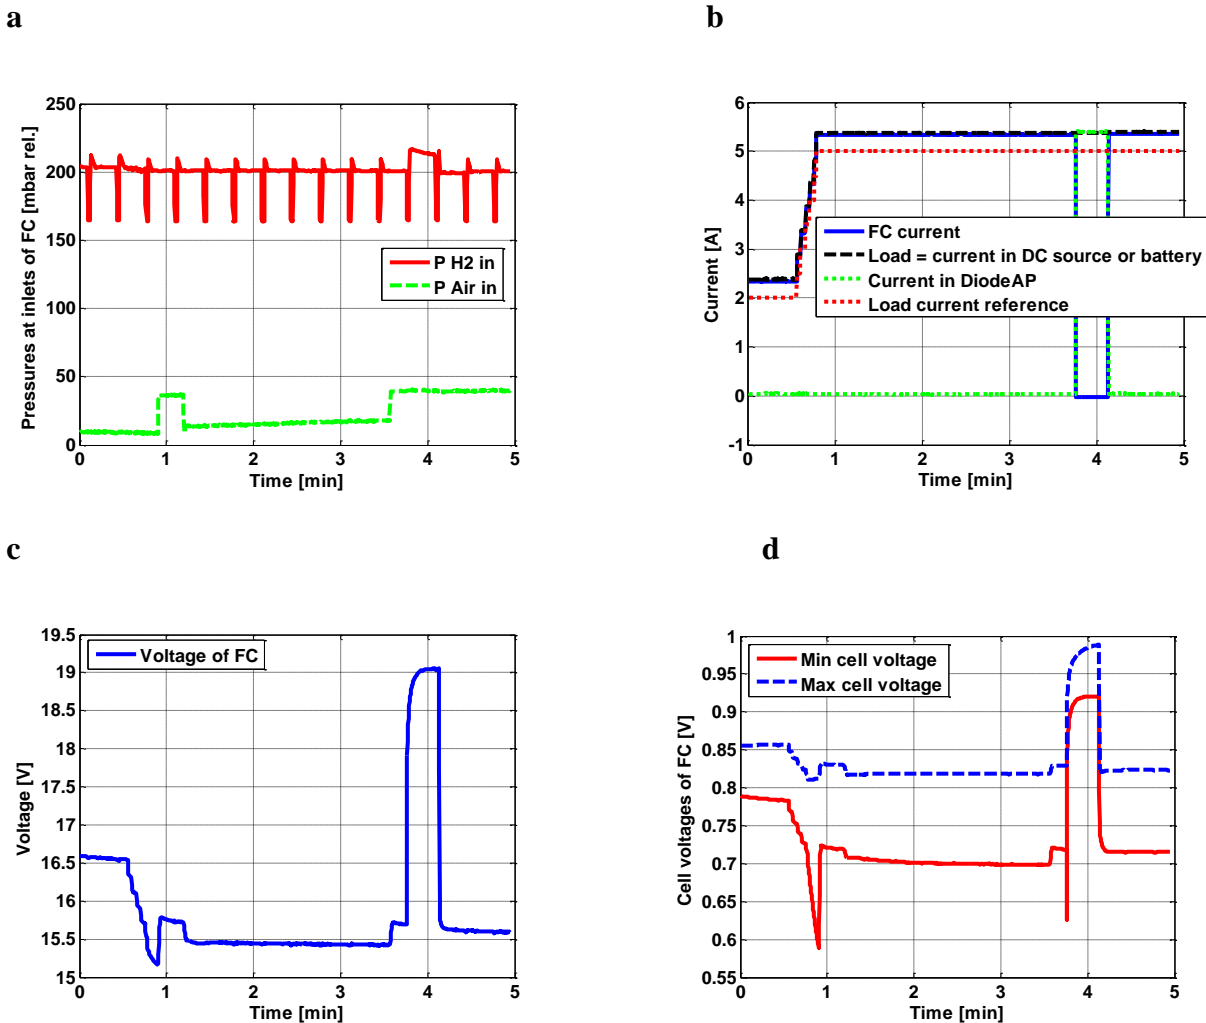 a
b
250
200
150
100
50
0
Pressures at inlets of FC [mbar rel.]
P H2 in
P Air in
0 1 2 3 4 5
Time [min]
6
5
4
3
2
1
0
-1
Current [A]
FC current
Load = current in DC source or battery
Current in DiodeAP
Load current reference
0 1 2 3 4 5
Time [min]
c
d
19.5
19
18.5
18
17.5
17
16.5
16
15.5
15
Voltage [V]
Voltage of FC
0 1 2 3 4 5
Time [min]
1
0.95
0.9
0.85
0.8
0.75
0.7
0.65
0.6
0.55
Cell voltages of FC [V]
Min cell voltage
Max cell voltage
0 1 2 3 4 5
Time [min]